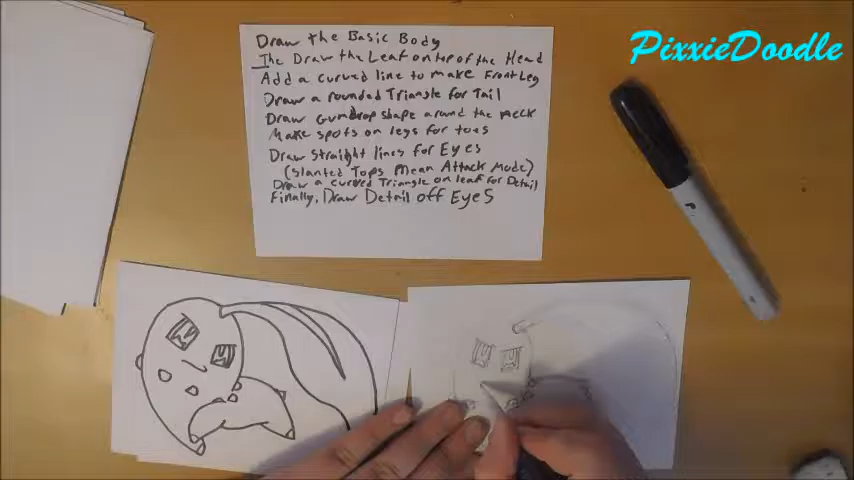 PixxieDoodle
Draw the Basic Body
The Draw the Leaf on top of the Head
Add a curved line to make Front Leg
Draw a rounded Triangle for Tail
Draw Gumdrop shape around the neck
Make spots on legs for toes
Draw straight lines for Eyes
(Slanted Tops Mean Attack Mode)
Draw a curved Triangle on leaf for Detail
Finally, Draw Detail off Eyes